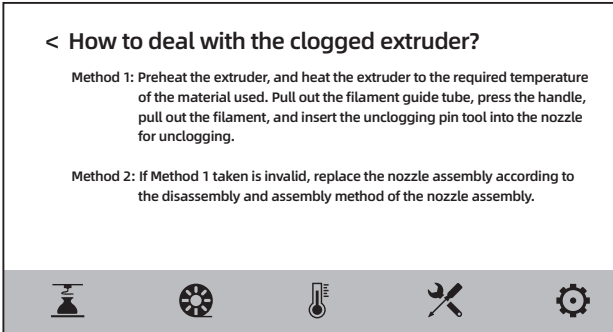 < How to deal with the clogged extruder?
Method 1: Preheat the extruder, and heat the extruder to the required temperature
of the material used. Pull out the filament guide tube, press the handle,
pull out the filament, and insert the unclogging pin tool into the nozzle
for unclogging.
Method 2: If Method 1 taken is invalid, replace the nozzle assembly according to
the disassembly and assembly method of the nozzle assembly.